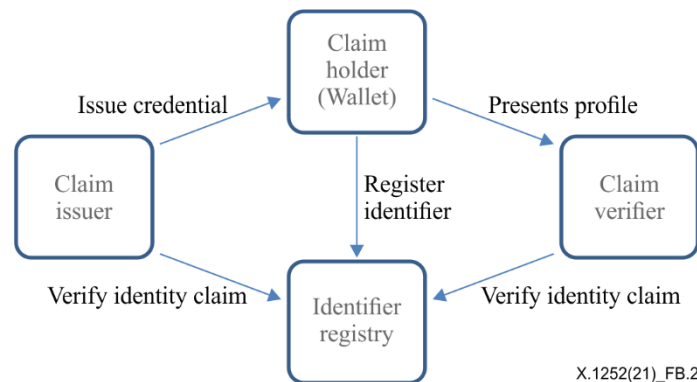 Claim
holder
(Wallet)
Issue credential
Presents profile
Claim
issuer
Register
identifier
Claim
verifier
Verify identity claim
Identifier
registry
Verify identity claim
X.1252(21)_FB.2